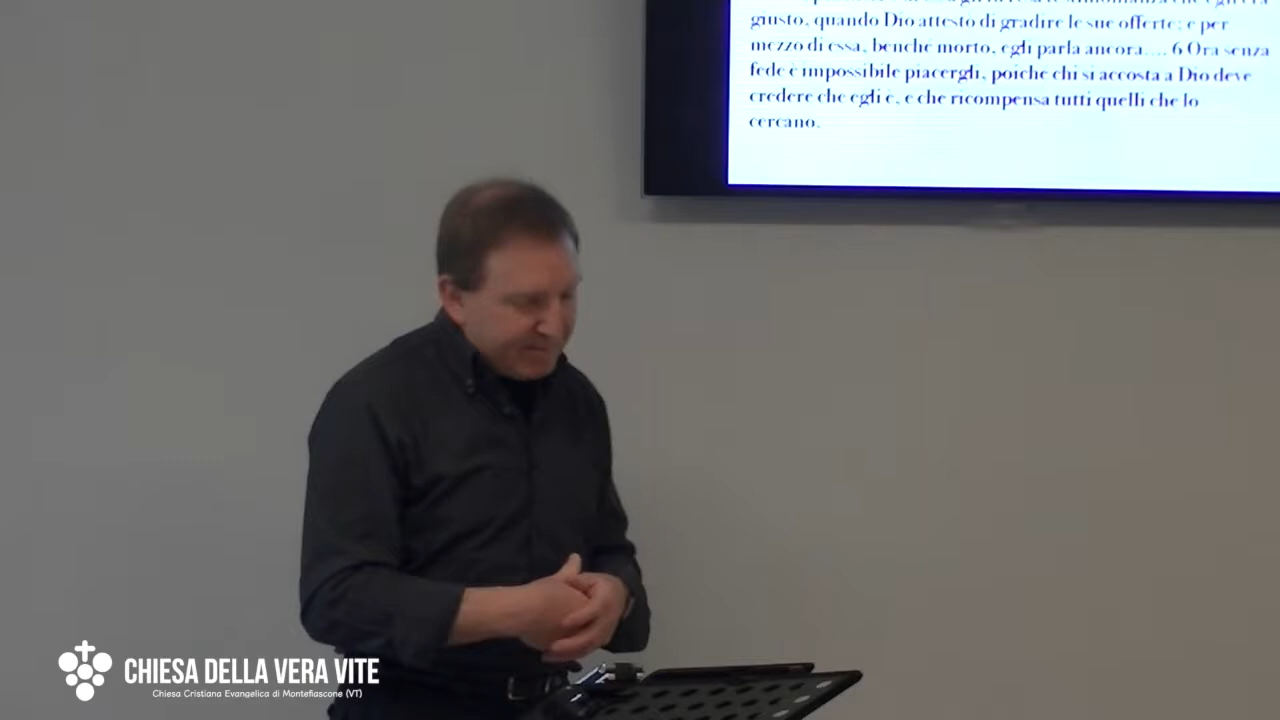 giusto, quando Dio attestò di gradire le sue offerte; e per
mezzo di essa, benché morto, egli parla ancora.... 6 Ora senza
fede è impossibile piacergli, poiché chi si accosta a Dio deve
credere che egli è, e che ricompensa tutti quelli che lo
cercano.
CHIESA DELLA VERA VITE
Chiesa Cristiana Evangelica di Montefiascone (VT)